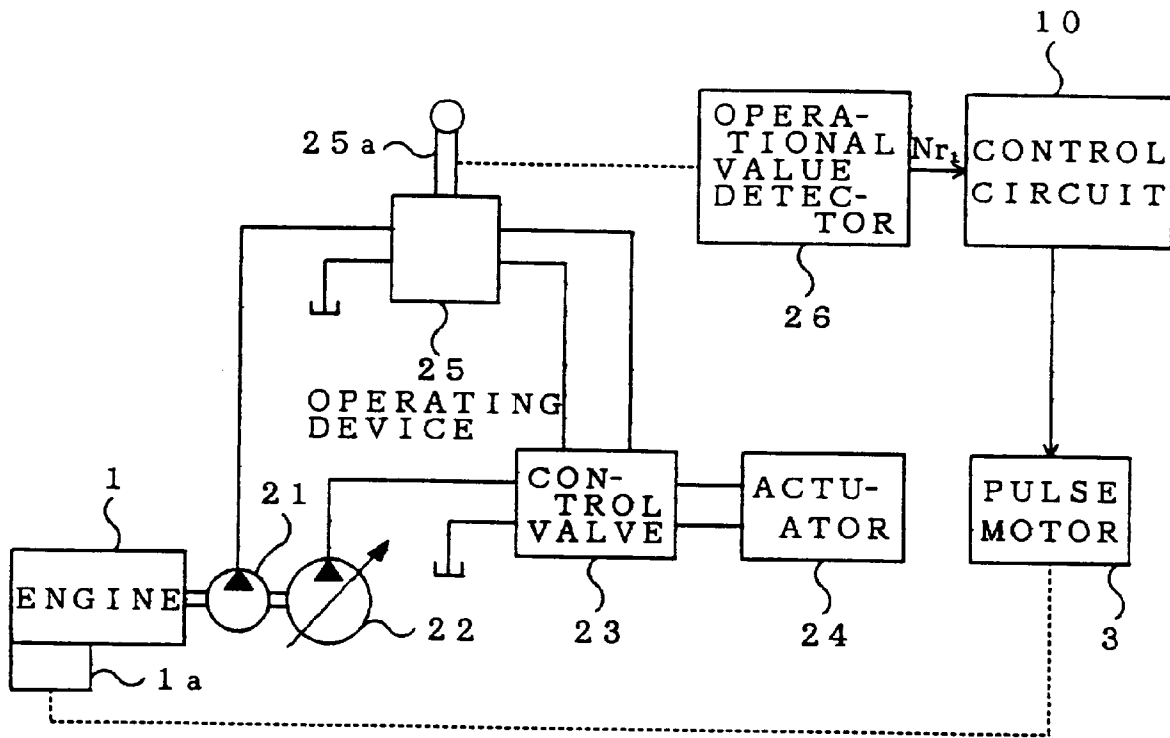 10
25a
OPERA-
TIONAL
VALUE
DETEC-
TOR
Nr₁
CONTROL
CIRCUIT
26
25
OPERATING
DEVICE
1
21
CON-
TROL
VALVE
ACTU-
ATOR
PULSE
MOTOR
ENGINE
22
23
24
3
1a